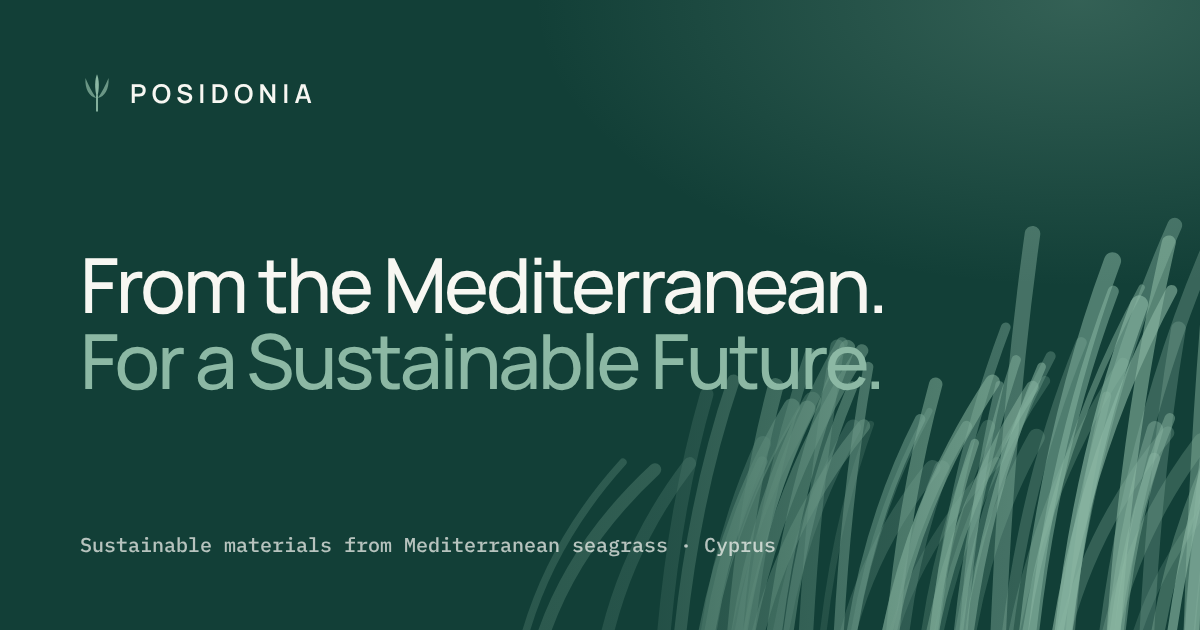 POSIDONIA
From the Mediterranean.
For a Sustainable Future.
Sustainable materials from Mediterranean seagrass · Cyprus